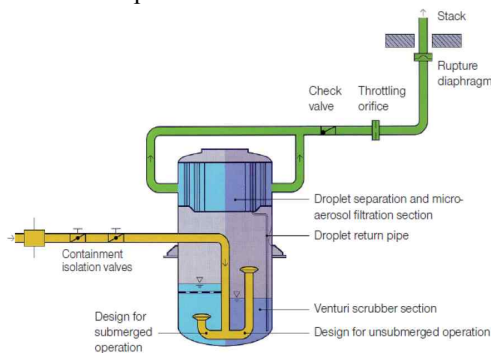 Stack
Rupture
diaphragm
Check
valve
Throttling
orifice
Droplet separation and micro-
aerosol filtration section
Droplet return pipe
Containment
isolation valves
Venturi scrubber section
Design for
submerged
operation
Design for unsubmerged operation